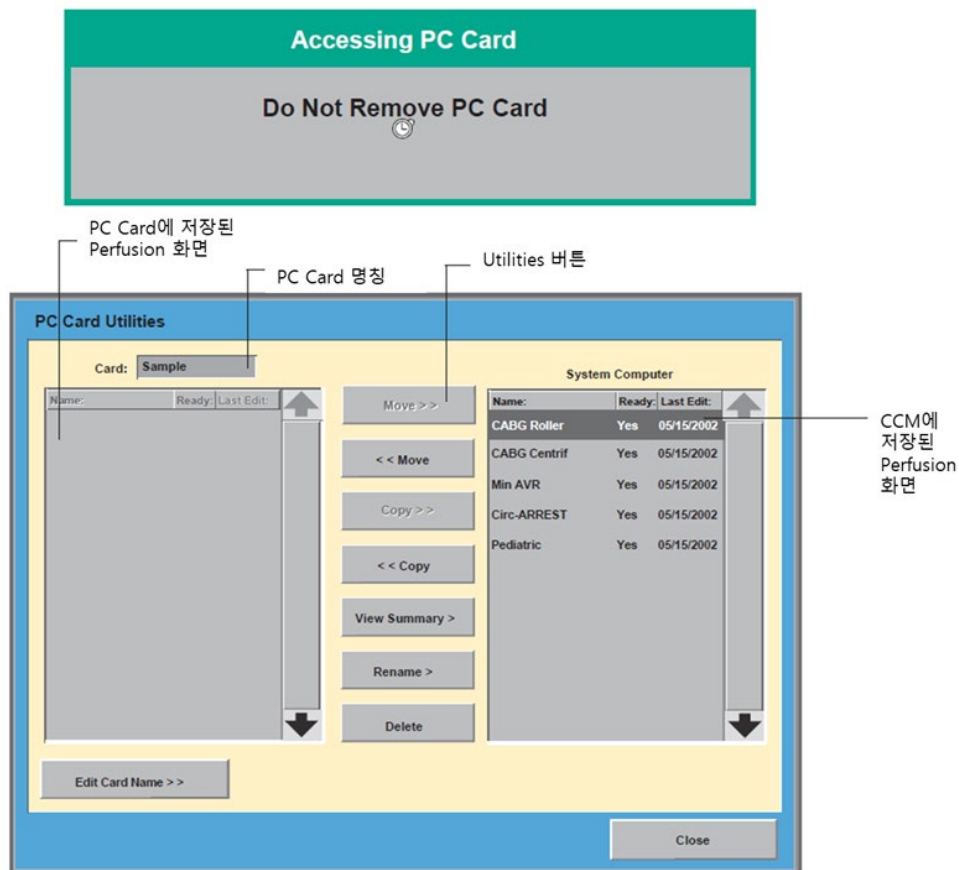 Accessing PC Card
Do Not Remove PC Card
PC Card에 저장된
Perfusion 화면
PC Card 명칭
Utilities 버튼
PC Card Utilities
Card: Sample
System Computer
Name: Ready: Last Edit:
Move > >
< < Move
Copy > >
< < Copy
View Summary >
Rename >
Delete
Name: Ready: Last Edit:
CABG Roller Yes 05/15/2002
CABG Centrif Yes 05/15/2002
Min AVR Yes 05/15/2002
Circ-ARREST Yes 05/15/2002
Pediatric Yes 05/15/2002
CCM에
저장된
Perfusion
화면
Edit Card Name > >
Close